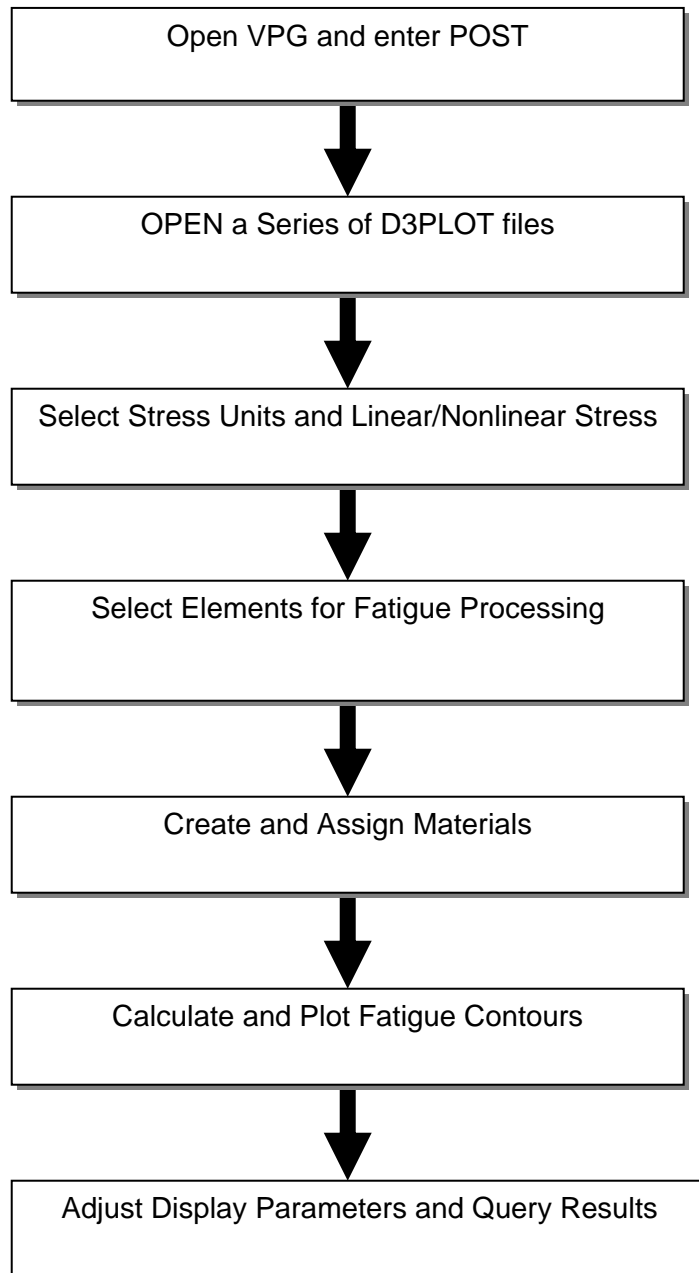 Open VPG and enter POST
OPEN a Series of D3PLOT files
Select Stress Units and Linear/Nonlinear Stress
Select Elements for Fatigue Processing
Create and Assign Materials
Calculate and Plot Fatigue Contours
Adjust Display Parameters and Query Results